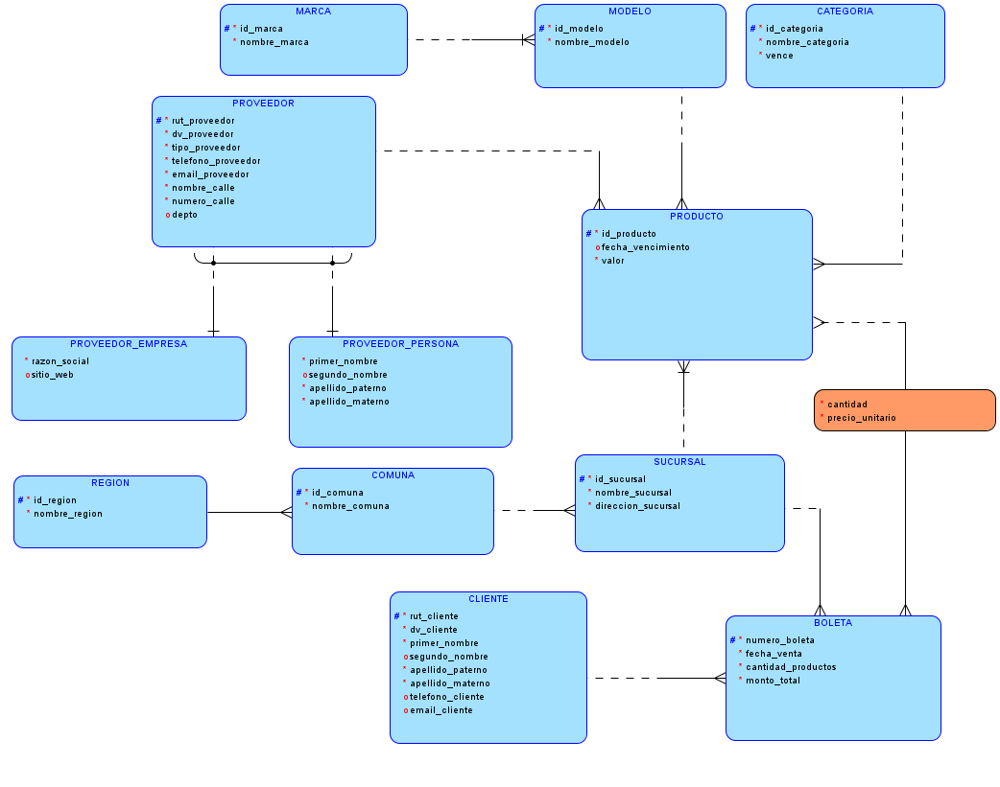 MARCA
# * id_marca
* nombre_marca
MODELO
# * id_modelo
* nombre_modelo
CATEGORIA
# * id_categoria
* nombre_categoria
* vence
PROVEEDOR
# * rut_proveedor
* dv_proveedor
* tipo_proveedor
* telefono_proveedor
* email_proveedor
* nombre_calle
* numero_calle
o depto
PRODUCTO
# * id_producto
o fecha_vencimiento
* valor
PROVEEDOR_EMPRESA
* razon_social
o sitio_web
PROVEEDOR_PERSONA
* primer_nombre
o segundo_nombre
* apellido_paterno
* apellido_materno
* cantidad
* precio_unitario
REGION
# * id_region
* nombre_region
COMUNA
# * id_comuna
* nombre_comuna
SUCURSAL
# * id_sucursal
* nombre_sucursal
* direccion_sucursal
CLIENTE
# * rut_cliente
* dv_cliente
* primer_nombre
o segundo_nombre
* apellido_paterno
* apellido_materno
o telefono_cliente
o email_cliente
BOLETA
# * numero_boleta
* fecha_venta
* cantidad_productos
* monto_total